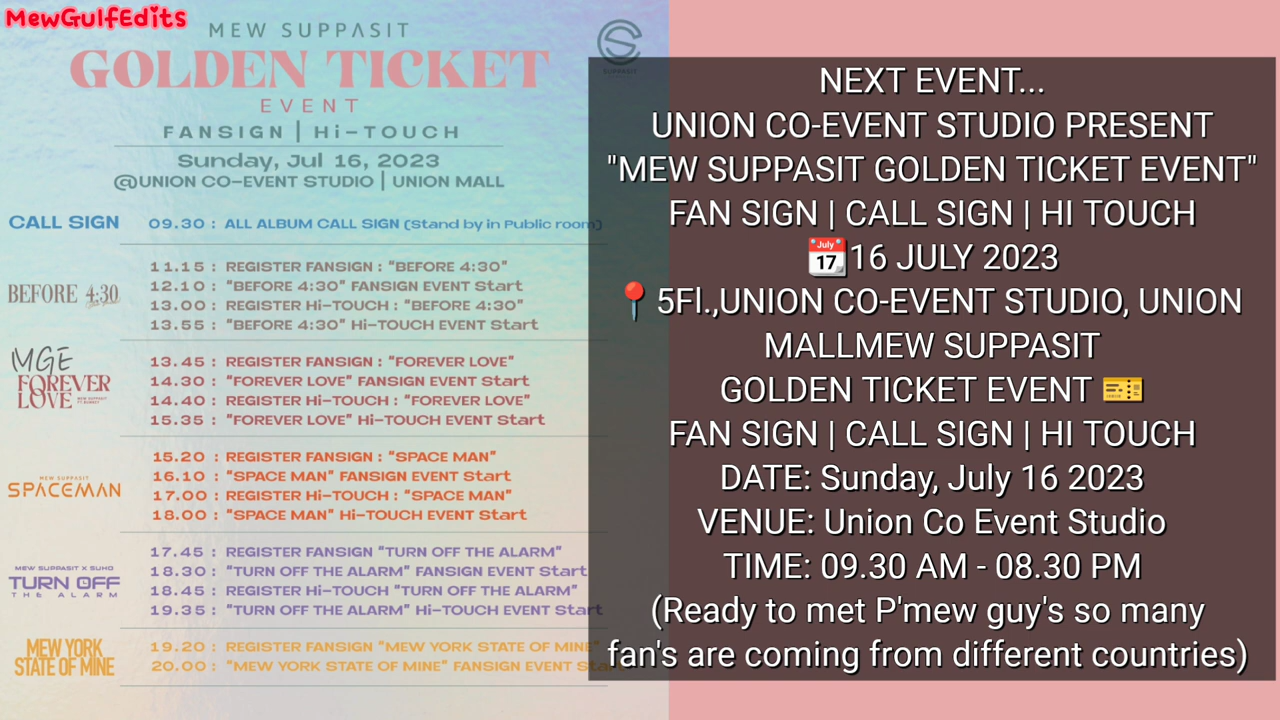 MewGulfEdits
MEW SUPPASIT
GOLDEN TICKET
EVENT
FANSIGN | Hi-TOUCH
Sunday, Jul 16, 2023
@UNION CO-EVENT STUDIO | UNION MALL
SUPPASIT
CALL SIGN
09.30 : ALL ALBUM CALL SIGN (Stand by in Public room)
BEFORE 4:30
11.15 : REGISTER FANSIGN : "BEFORE 4:30"
12.10 : "BEFORE 4:30" FANSIGN EVENT Start
13.00 : REGISTER Hi-TOUCH : "BEFORE 4:30"
13.55 : "BEFORE 4:30" Hi-TOUCH EVENT Start
MGE
FOREVER
LOVE
13.45 : REGISTER FANSIGN : "FOREVER LOVE"
14.30 : "FOREVER LOVE" FANSIGN EVENT Start
14.40 : REGISTER Hi-TOUCH : "FOREVER LOVE"
15.35 : "FOREVER LOVE" Hi-TOUCH EVENT Start
MEW SUPPASIT
SPACEMAN
15.20 : REGISTER FANSIGN : "SPACE MAN"
16.10 : "SPACE MAN" FANSIGN EVENT Start
17.00 : REGISTER Hi-TOUCH : "SPACE MAN"
18.00 : "SPACE MAN" Hi-TOUCH EVENT Start
MEW SUPPASIT X SUHO
TURN OFF
THE ALARM
17.45 : REGISTER FANSIGN "TURN OFF THE ALARM"
18.30 : "TURN OFF THE ALARM" FANSIGN EVENT Start
18.45 : REGISTER Hi-TOUCH "TURN OFF THE ALARM"
19.35 : "TURN OFF THE ALARM" Hi-TOUCH EVENT Start
MEW YORK
STATE OF MINE
19.20 : REGISTER FANSIGN "MEW YORK STATE OF MINE"
20.00 : "MEW YORK STATE OF MINE" FANSIGN EVENT Start
NEXT EVENT...
UNION CO-EVENT STUDIO PRESENT
"MEW SUPPASIT GOLDEN TICKET EVENT"
FAN SIGN | CALL SIGN | HI TOUCH
📅16 JULY 2023
📍5Fl.,UNION CO-EVENT STUDIO, UNION
MALLMEW SUPPASIT
GOLDEN TICKET EVENT 🎫
FAN SIGN | CALL SIGN | HI TOUCH
DATE: Sunday, July 16 2023
VENUE: Union Co Event Studio
TIME: 09.30 AM - 08.30 PM
(Ready to met P'mew guy's so many
fan's are coming from different countries)